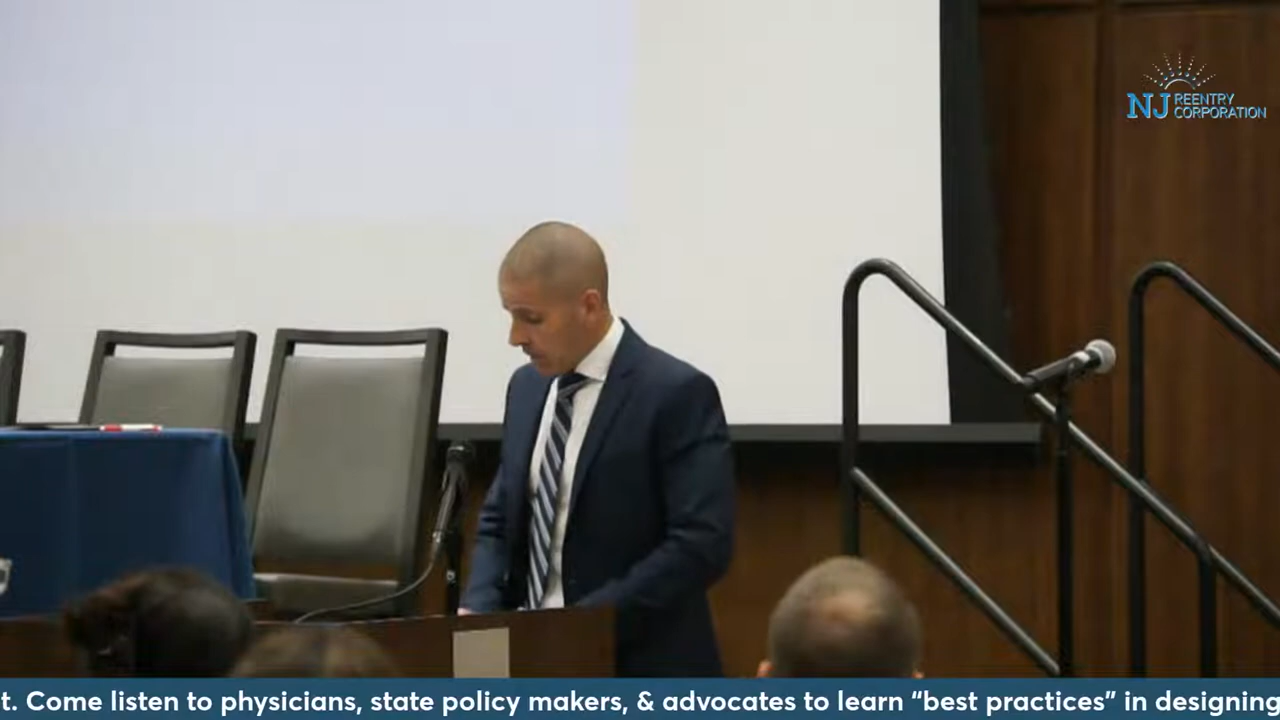 NJ REENTRY
CORPORATION
t. Come listen to physicians, state policy makers, & advocates to learn “best practices” in designing